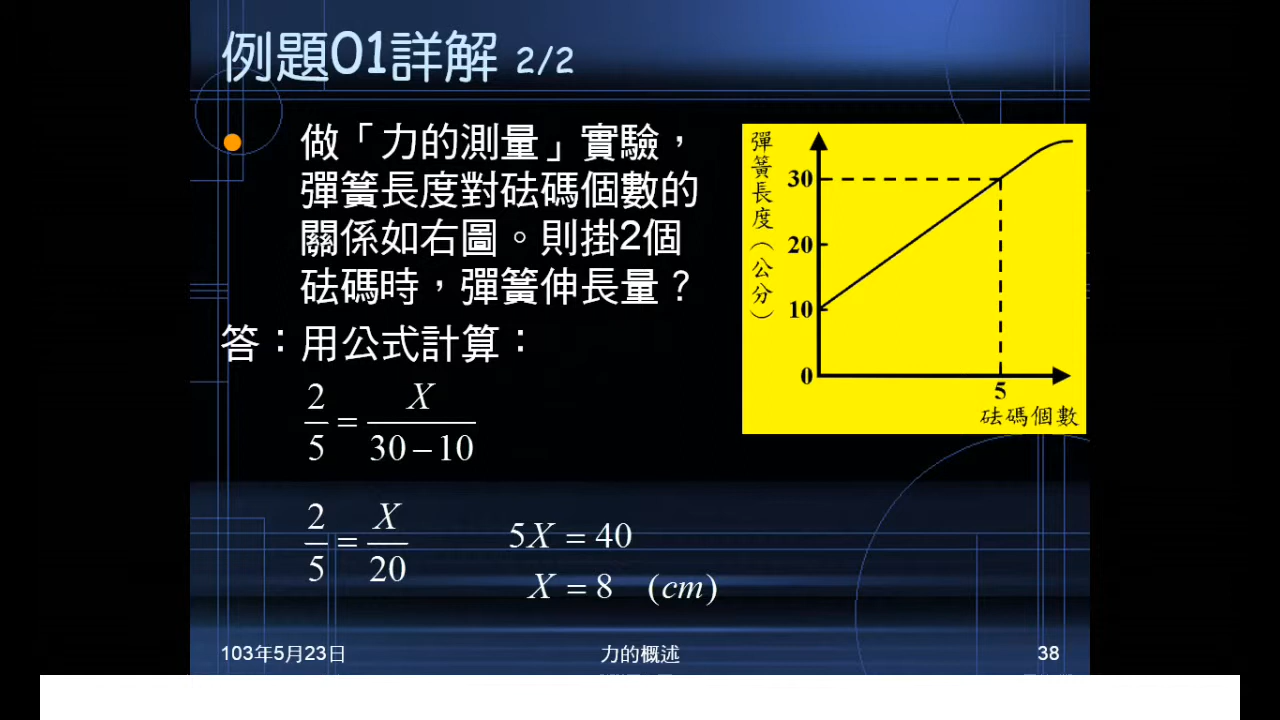 例題01詳解 2/2
做「力的測量」實驗，
彈簧長度對砝碼個數的
關係如右圖。則掛2個
砝碼時，彈簧伸長量？
答：用公式計算：
2/5 = X/(30−10)
2/5 = X/20
5X = 40
X = 8 (cm)
彈簧長度（公分）
30
20
10
0
5
砝碼個數
103年5月23日
力的概述
38